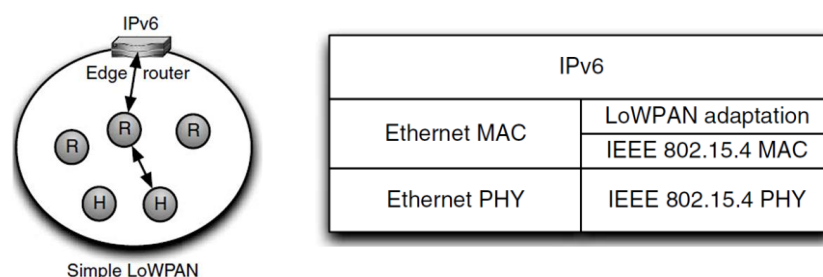 IPv6
Edge router
R
R
R
H
H
Simple LoWPAN
IPv6
Ethernet MAC
LoWPAN adaptation
IEEE 802.15.4 MAC
Ethernet PHY
IEEE 802.15.4 PHY